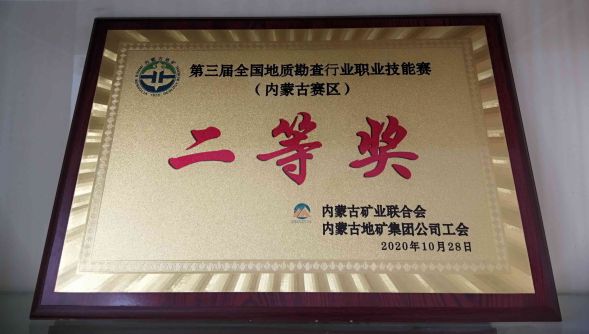 第三届全国地质勘查行业职业技能赛
（内蒙古赛区）
二等奖
内蒙古矿业联合会
内蒙古地矿集团公司工会
2020年10月28日